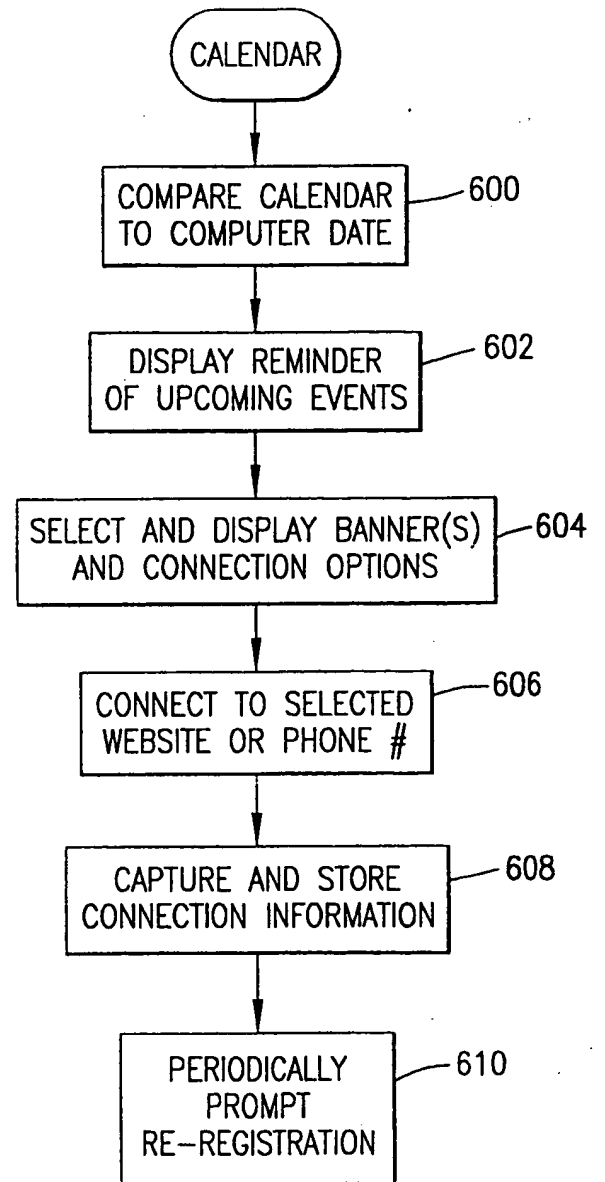 CALENDAR
COMPARE CALENDAR
TO COMPUTER DATE
600
DISPLAY REMINDER
OF UPCOMING EVENTS
602
SELECT AND DISPLAY BANNER(S)
AND CONNECTION OPTIONS
604
CONNECT TO SELECTED
WEBSITE OR PHONE #
606
CAPTURE AND STORE
CONNECTION INFORMATION
608
PERIODICALLY
PROMPT
RE-REGISTRATION
610